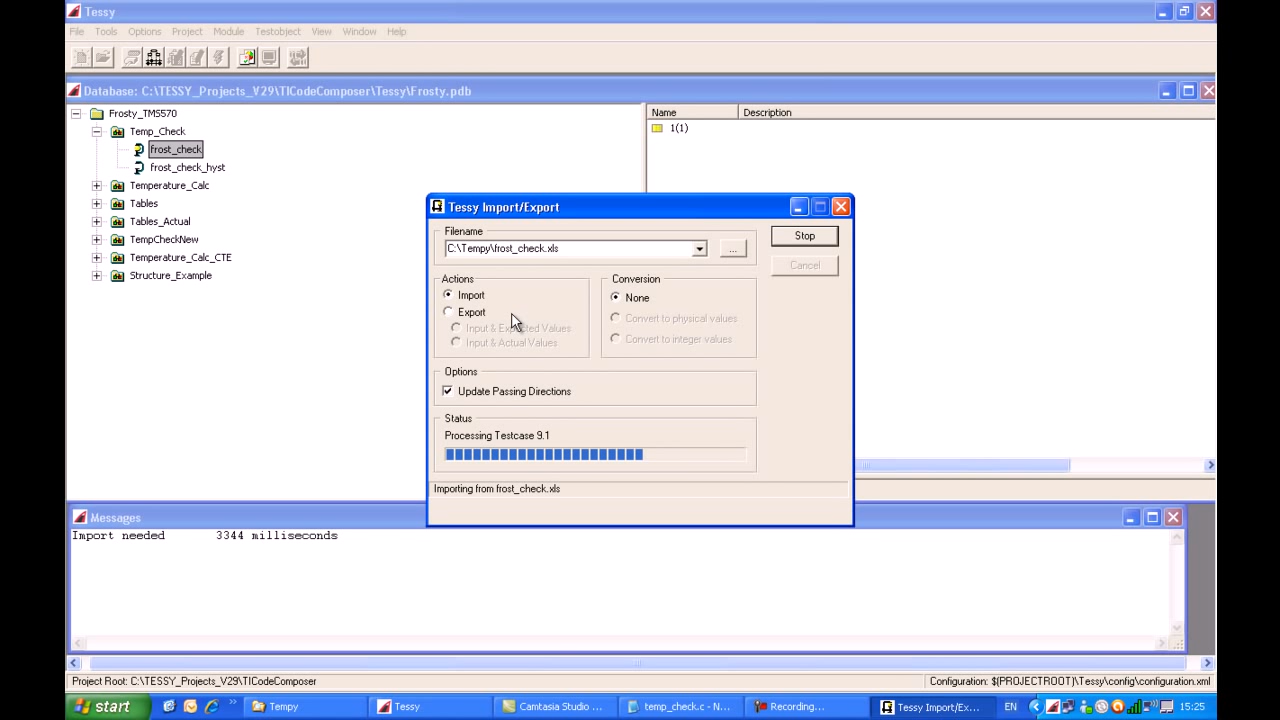 Tessy
File Tools Options Project Module Testobject View Window Help
Database: C:\TESSY_Projects_V29\TICodeComposer\Tessy\Frosty.pdb
Frosty_TMS570
Temp_Check
frost_check
frost_check_hyst
Temperature_Calc
Tables
Tables_Actual
TempCheckNew
Temperature_Calc_CTE
Structure_Example
Name Description
1(1)
Tessy Import/Export
Filename
C:\Tempy\frost_check.xls
...
Stop
Cancel
Actions
Import
Export
Input & Expected Values
Input & Actual Values
Conversion
None
Convert to physical values
Convert to integer values
Options
Update Passing Directions
Status
Processing Testcase 9.1
Importing from frost_check.xls
Messages
Import needed 3344 milliseconds
Project Root: C:\TESSY_Projects_V29\TICodeComposer
Configuration: $(PROJECTROOT)\Tessy\config\configuration.xml
start
Tempy
Tessy
Camtasia Studio ...
temp_check.c - N...
Recording...
Tessy Import/Ex...
EN
15:25